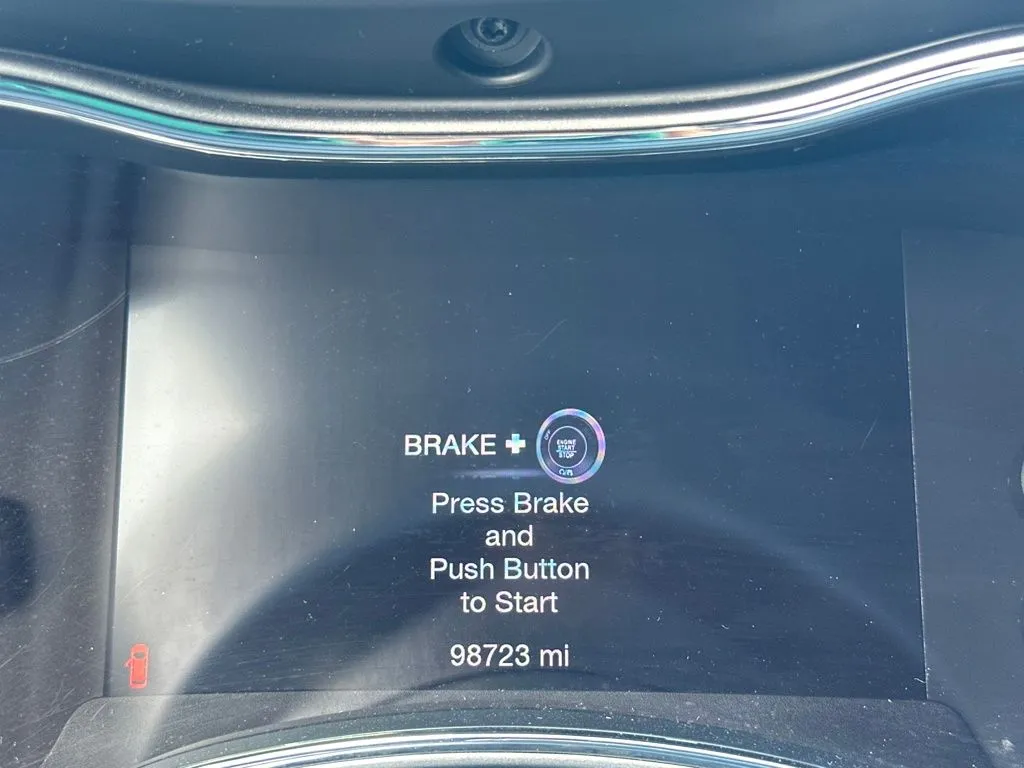 BRAKE +
ENGINE
START
STOP
Press Brake
and
Push Button
to Start
98723 mi